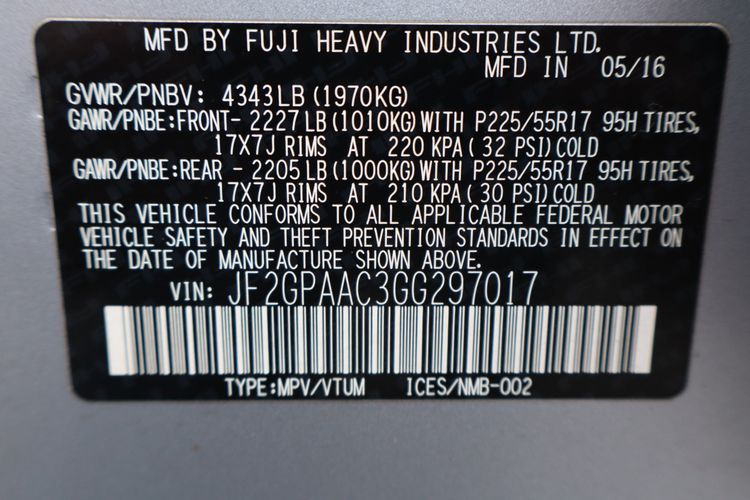 MFD BY FUJI HEAVY INDUSTRIES LTD.
MFD IN 05/16
GVWR/PNBV: 4343LB (1970KG)
GAWR/PNBE:FRONT- 2227 LB (1010KG) WITH P225/55R17 95H TIRES,
17X7J RIMS AT 220 KPA ( 32 PSI) COLD
GAWR/PNBE:REAR - 2205 LB (1000KG) WITH P225/55R17 95H TIRES,
17X7J RIMS AT 210 KPA ( 30 PSI) COLD
THIS VEHICLE CONFORMS TO ALL APPLICABLE FEDERAL MOTOR
VEHICLE SAFETY AND THEFT PREVENTION STANDARDS IN EFFECT ON
THE DATE OF MANUFACTURE SHOWN ABOVE.
VIN: JF2GPAAC3GG297017
TYPE:MPV/VTUM ICES/NMB-002